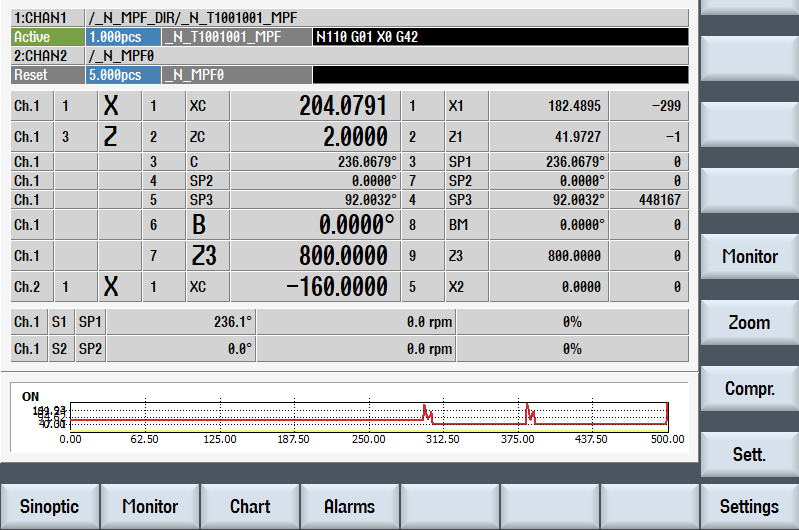 1:CHAN1 /_N_MPF_DIR/_N_T1001001_MPF
Active 1.000pcs _N_T1001001_MPF N110 G01 X0 G42
2:CHAN2 /_N_MPF0
Reset 5.000pcs _N_MPF0
Ch.1 1 X 1 XC 204.0791 1 X1 182.4895 -299
Ch.1 3 Z 2 ZC 2.0000 2 Z1 41.9727 -1
Ch.1 3 C 236.0679° 3 SP1 236.0679° 0
Ch.1 4 SP2 0.0000° 7 SP2 0.0000° 0
Ch.1 5 SP3 92.0032° 4 SP3 92.0032° 448167
Ch.1 6 B 0.0000° 8 BM 0.0000° 0
Ch.1 7 Z3 800.0000 9 Z3 800.0000 0
Ch.2 1 X 1 XC -160.0000 5 X2 0.0000 0
Ch.1 S1 SP1 236.1° 0.0 rpm 0%
Ch.1 S2 SP2 0.0° 0.0 rpm 0%
ON
0.00 62.50 125.00 187.50 250.00 312.50 375.00 437.50 500.00
Monitor
Zoom
Compr.
Sett.
Sinoptic Monitor Chart Alarms Settings